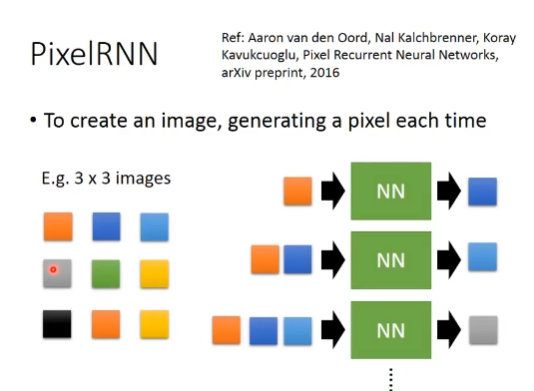 PixelRNN
Ref: Aaron van den Oord, Nal Kalchbrenner, Koray
Kavukcuoglu, Pixel Recurrent Neural Networks,
arXiv preprint, 2016
• To create an image, generating a pixel each time
E.g. 3 x 3 images
NN
NN
NN